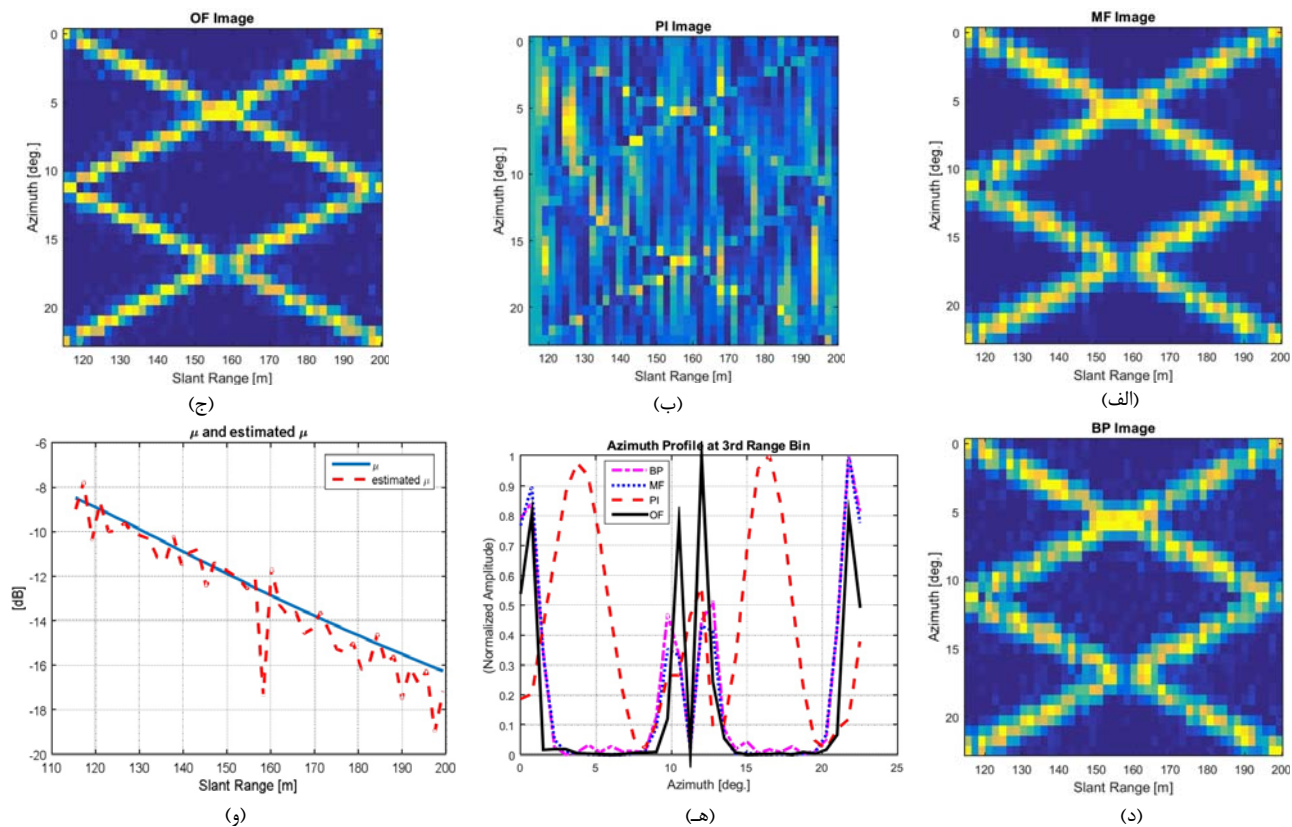 OF Image
0
5
10
15
20
Azimuth [deg.]
120 130 140 150 160 170 180 190 200
Slant Range [m]
(ج)
PI Image
0
5
10
15
20
Azimuth [deg.]
120 130 140 150 160 170 180 190 200
Slant Range [m]
(ب)
MF Image
0
5
10
15
20
Azimuth [deg.]
120 130 140 150 160 170 180 190 200
Slant Range [m]
(الف)
μ and estimated μ
-6
-8
-10
-12
-14
-16
-18
-20
[dB]
μ
estimated μ
110 120 130 140 150 160 170 180 190 200
Slant Range [m]
(و)
Azimuth Profile at 3rd Range Bin
1
0.9
0.8
0.7
0.6
0.5
0.4
0.3
0.2
0.1
0
(Normalized Amplitude)
BP
MF
PI
OF
0 5 10 15 20 25
Azimuth [deg.]
(هـ)
BP Image
0
5
10
15
20
Azimuth [deg.]
120 130 140 150 160 170 180 190 200
Slant Range [m]
(د)